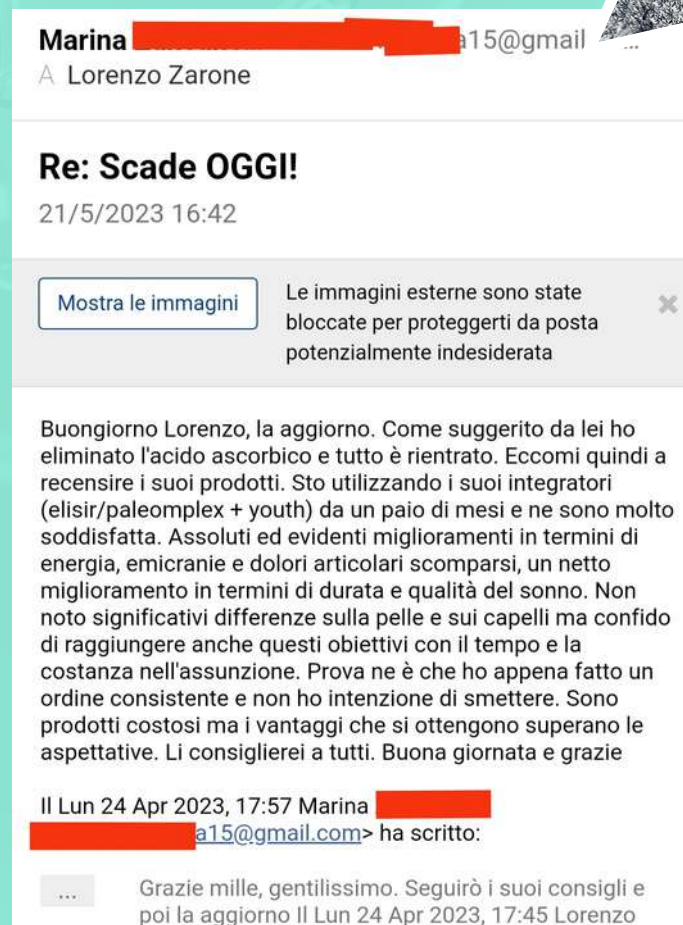 Marina
a15@gmail
A Lorenzo Zarone
Re: Scade OGGI!
21/5/2023 16:42
Mostra le immagini
Le immagini esterne sono state
bloccate per proteggerti da posta
potenzialmente indesiderata
Buongiorno Lorenzo, la aggiorno. Come suggerito da lei ho
eliminato l'acido ascorbico e tutto è rientrato. Eccomi quindi a
recensire i suoi prodotti. Sto utilizzando i suoi integratori
(elisir/paleomplex + youth) da un paio di mesi e ne sono molto
soddisfatta. Assoluti ed evidenti miglioramenti in termini di
energia, emicranie e dolori articolari scomparsi, un netto
miglioramento in termini di durata e qualità del sonno. Non
noto significativi differenze sulla pelle e sui capelli ma confido
di raggiungere anche questi obiettivi con il tempo e la
costanza nell'assunzione. Prova ne è che ho appena fatto un
ordine consistente e non ho intenzione di smettere. Sono
prodotti costosi ma i vantaggi che si ottengono superano le
aspettative. Li consiglierei a tutti. Buona giornata e grazie
Il Lun 24 Apr 2023, 17:57 Marina
a15@gmail.com> ha scritto:
...
Grazie mille, gentilissimo. Seguirò i suoi consigli e
poi la aggiorno Il Lun 24 Apr 2023, 17:45 Lorenzo